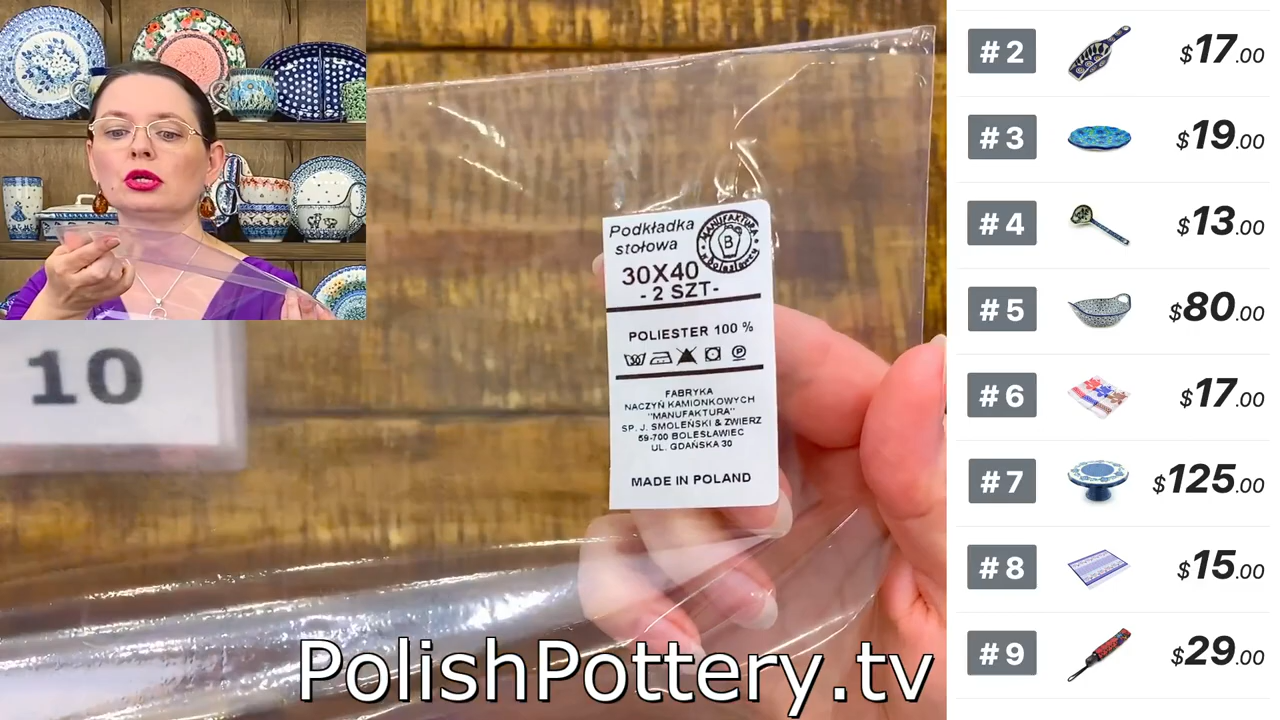 10
Podkładka
stołowa
MANUFAKTURA
w bolesławcu
B
30X40
- 2 SZT-
POLIESTER 100 %
P
FABRYKA
NACZYŃ KAMIONKOWYCH
"MANUFAKTURA"
SP. J. SMOLEŃSKI & ZWIERZ
59-700 BOLESŁAWIEC
UL. GDAŃSKA 30
MADE IN POLAND
PolishPottery.tv
# 2 $17.00
# 3 $19.00
# 4 $13.00
# 5 $80.00
# 6 $17.00
# 7 $125.00
# 8 $15.00
# 9 $29.00